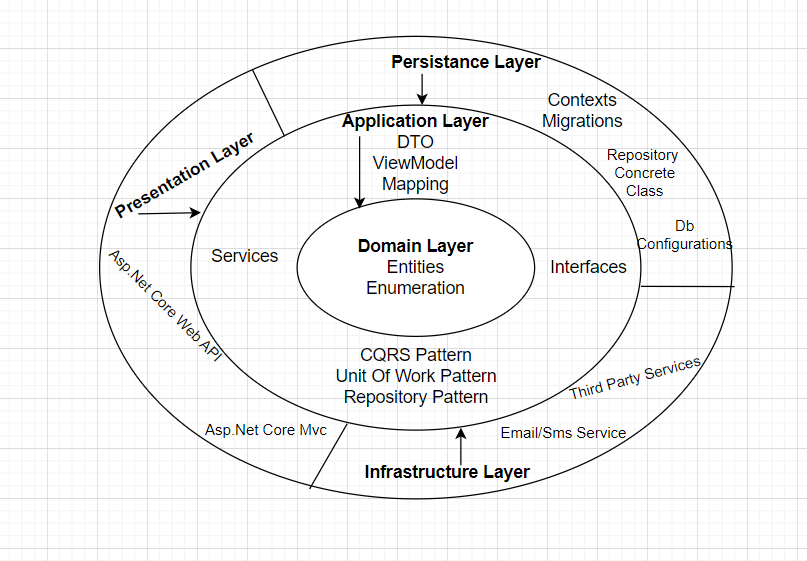 Persistance Layer
Contexts
Migrations
Repository
Concrete
Class
Db
Configurations
Application Layer
DTO
ViewModel
Mapping
Presentation Layer
Services
Domain Layer
Entities
Enumeration
Interfaces
Asp.Net Core Web API
CQRS Pattern
Unit Of Work Pattern
Repository Pattern
Third Party Services
Asp.Net Core Mvc
Email/Sms Service
Infrastructure Layer